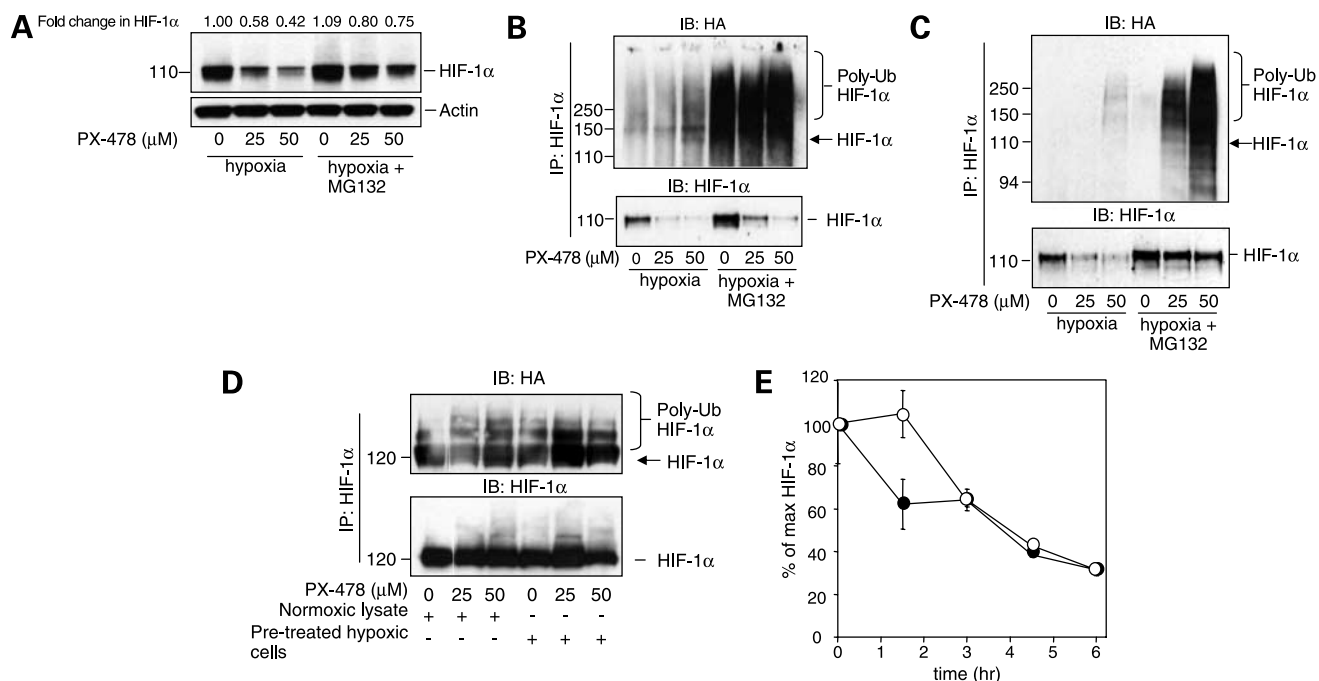 A
Fold change in HIF-1α 1.00 0.58 0.42 1.09 0.80 0.75
110
HIF-1α
Actin
PX-478 (μM) 0 25 50 0 25 50
hypoxia
hypoxia +
MG132
B
IB: HA
IP: HIF-1α
250
150
110
Poly-Ub
HIF-1α
HIF-1α
IB: HIF-1α
110
HIF-1α
PX-478 (μM) 0 25 50 0 25 50
hypoxia
hypoxia +
MG132
C
IB: HA
IP: HIF-1α
250
150
110
94
Poly-Ub
HIF-1α
HIF-1α
IB: HIF-1α
110
HIF-1α
PX-478 (μM) 0 25 50 0 25 50
hypoxia
hypoxia +
MG132
D
IB: HA
IP: HIF-1α
120
Poly-Ub
HIF-1α
HIF-1α
IB: HIF-1α
120
HIF-1α
PX-478 (μM) 0 25 50 0 25 50
Normoxic lysate + + + - - -
Pre-treated hypoxic - - - + + +
cells
E
% of max HIF-1α
120
100
80
60
40
20
0
0 1 2 3 4 5 6
time (hr)